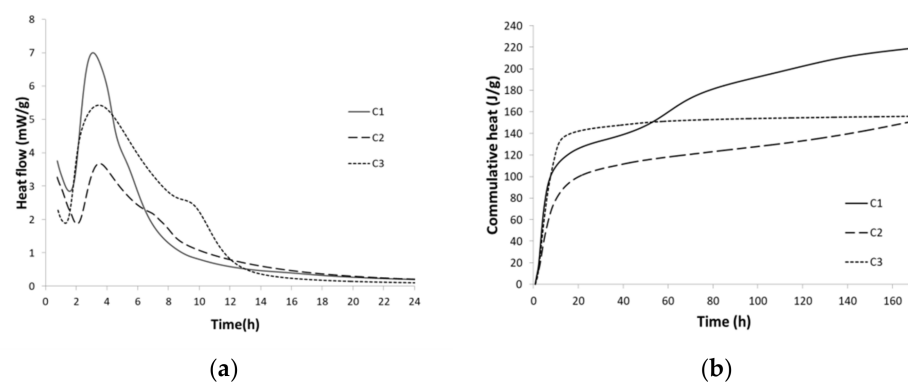 8
7
6
5
4
3
2
1
0
Heat flow (mW/g)
C1
C2
C3
0 2 4 6 8 10 12 14 16 18 20 22 24
Time(h)
(a)
240
220
200
180
160
140
120
100
80
60
40
20
0
Commulative heat (J/g)
C1
C2
C3
0 20 40 60 80 100 120 140 160
Time (h)
(b)